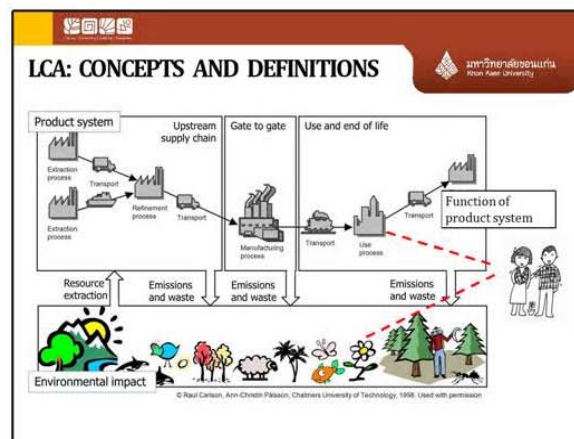 LCA: CONCEPTS AND DEFINITIONS
มหาวิทยาลัยขอนแก่น
Khon Kaen University
Product system
Upstream
supply chain
Gate to gate
Use and end of life
Extraction
process
Transport
Extraction
process
Refinement
process
Transport
Manufacturing
process
Transport
Use
process
Transport
Function of
product system
Resource
extraction
Emissions
and waste
Emissions
and waste
Emissions
and waste
Environmental impact
© Raul Carlson, Ann-Christin Pålsson, Chalmers University of Technology, 1998. Used with permission